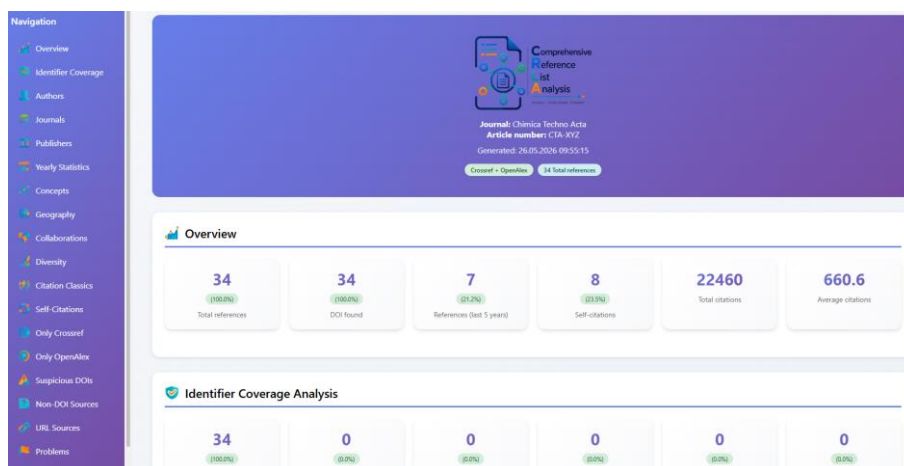 Navigation
Overview
Identifier Coverage
Authors
Journals
Publishers
Yearly Statistics
Concepts
Geography
Collaborations
Diversity
Citation Classics
Self-Citations
Only Crossref
Only OpenAlex
Suspicious DOIs
Non-DOI Sources
URL Sources
Problems
Comprehensive
Reference
List
Analysis
Journal: Chimica Techno Acta
Article number: CTA-XYZ
Generated: 26.05.2026 09:55:15
Crossref + OpenAlex 34 Total references
Overview
34 34 7 8 22460 660.6
(100.0%) (100.0%) (21.2%) (23.5%) Total citations Average citations
Total references DOI found References (last 5 years) Self-citations
Identifier Coverage Analysis
34 0 0 0 0 0
(100.0%) (0.0%) (0.0%) (0.0%) (0.0%) (0.0%)